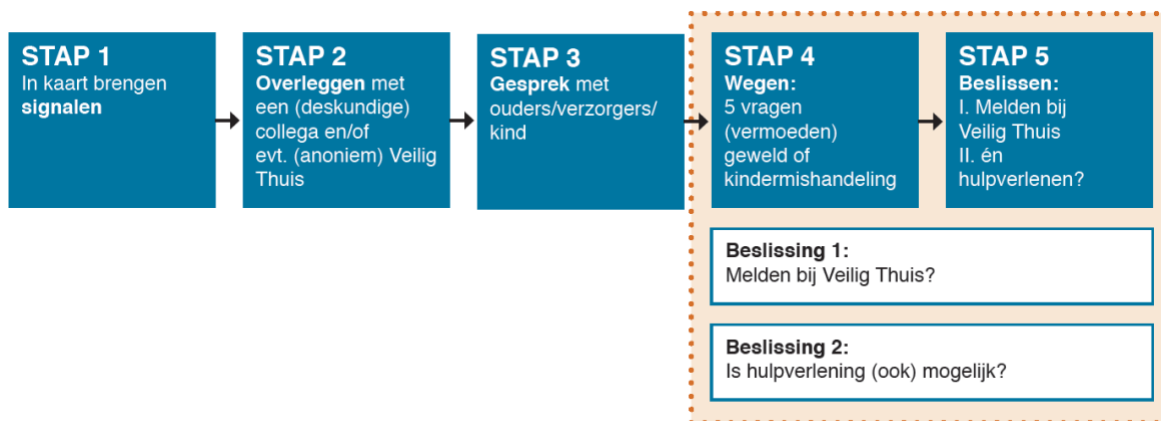 STAP 1
In kaart brengen
signalen
STAP 2
Overleggen met
een (deskundige)
collega en/of
evt. (anoniem) Veilig
Thuis
STAP 3
Gesprek met
ouders/verzorgers/
kind
STAP 4
Wegen:
5 vragen
(vermoeden)
geweld of
kindermishandeling
STAP 5
Beslissen:
I. Melden bij
Veilig Thuis
II. én
hulpverlenen?
Beslissing 1:
Melden bij Veilig Thuis?
Beslissing 2:
Is hulpverlening (ook) mogelijk?